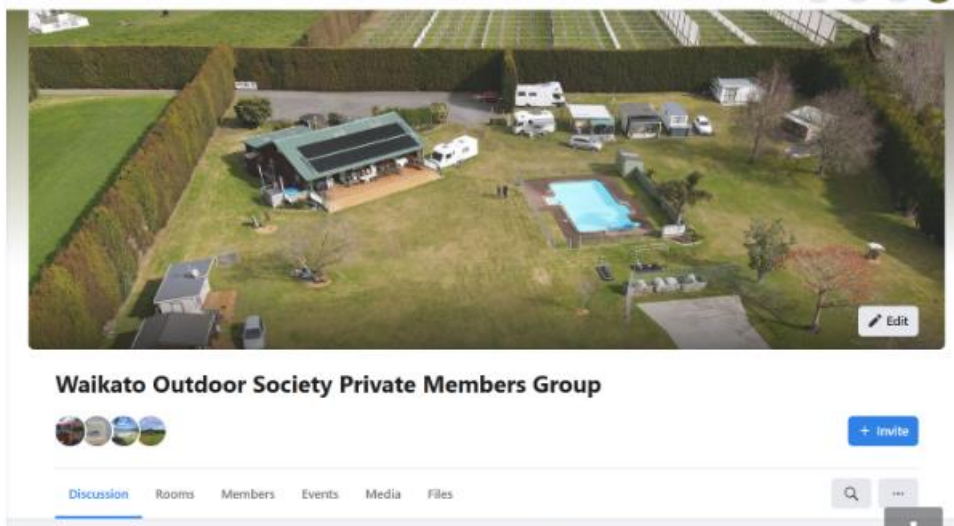 Edit
Waikato Outdoor Society Private Members Group
+ Invite
Discussion Rooms Members Events Media Files